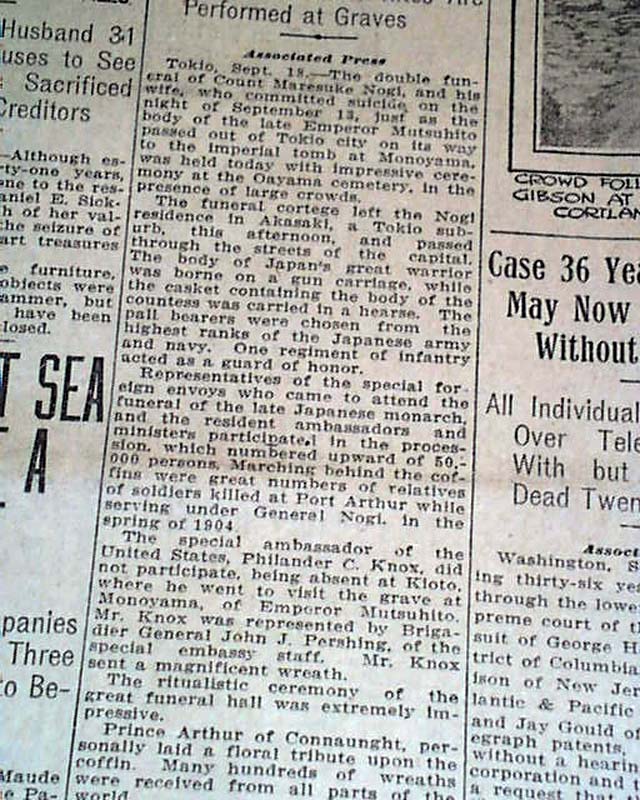 Husband 31
uses to See
Sacrificed
Creditors
—Although es-
ty-one years,
ne to the res-
aniel E. Sick-
h of her val-
the seizure of
art treasures
e furniture,
objects were
ammer, but
have been
losed.
T SEA
A
panies
Three
to Be-
Maude
e Pa-
Performed at Graves
Associated Press
Tokio, Sept. 18.—The double fun-
eral of Count Maresuke Nogi, and his
wife, who committed suicide on the
night of September 13, just as the
body of the late Emperor Mutsuhito
passed out of Tokio city on its way
to the imperial tomb at Monoyama,
was held today with impressive cere-
mony at the Oayama cemetery, in the
presence of large crowds.
The funeral cortege left the Nogi
residence in Akasaki, a Tokio sub-
urb, this afternoon, and passed
through the streets of the capital.
The body of Japan's great warrior
was borne on a gun carriage, while
the casket containing the body of the
countess was carried in a hearse. The
pall bearers were chosen from the
highest ranks of the Japanese army
and navy. One regiment of infantry
acted as a guard of honor.
Representatives of the special for-
eign envoys who came to attend the
funeral of the late Japanese monarch,
and the resident ambassadors and
ministers participated in the proces-
sion, which numbered upward of 50,-
000 persons. Marching behind the cof-
fins were great numbers of relatives
of soldiers killed at Port Arthur while
serving under General Nogi, in the
spring of 1904.
The special ambassador of the
United States, Philander C. Knox, did
not participate, being absent at Kioto,
where he went to visit the grave at
Monoyama, of Emperor Mutsuhito.
Mr. Knox was represented by Briga-
dier General John J. Pershing, of the
special embassy staff. Mr. Knox
sent a magnificent wreath.
The ritualistic ceremony of the
great funeral hall was extremely im-
pressive.
Prince Arthur of Connaunght, per-
sonally laid a floral tribute upon the
coffin. Many hundreds of wreaths
were received from all parts of the
world.
CROWD FOLL
GIBSON AT
CORTLAN
Case 36 Yea
May Now
Without
All Individual
Over Tele
With but
Dead Twen
Associ
Washington, S
ing thirty-six ye
through the lowe
preme court of t
suit of George H
trict of Columbia
ison of New Jer
lantic & Pacific
and Jay Gould of
egraph patents,
without a hearin
corporation and
a request that